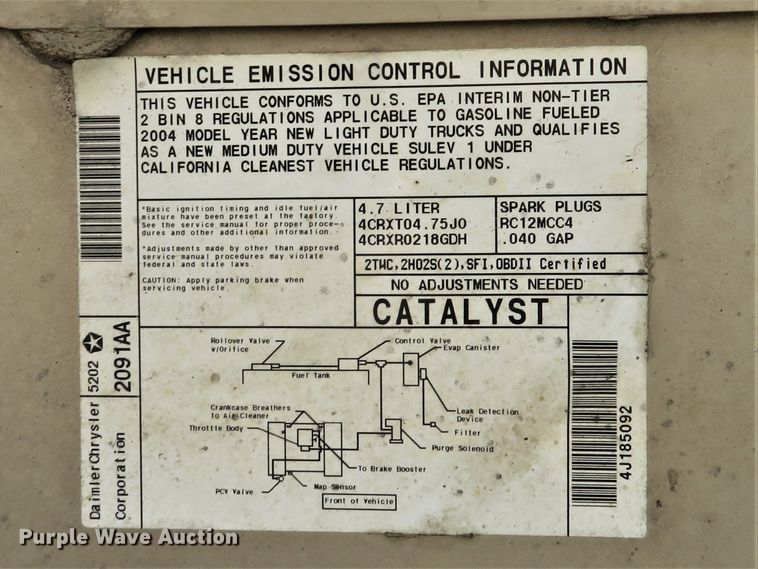 VEHICLE EMISSION CONTROL INFORMATION
THIS VEHICLE CONFORMS TO U.S. EPA INTERIM NON-TIER
2 BIN 8 REGULATIONS APPLICABLE TO GASOLINE FUELED
2004 MODEL YEAR NEW LIGHT DUTY TRUCKS AND QUALIFIES
AS A NEW MEDIUM DUTY VEHICLE SULEV 1 UNDER
CALIFORNIA CLEANEST VEHICLE REGULATIONS.
*Basic ignition timing and idle fuel/air
mixture have been preset at the factory.
See the service manual for proper proce-
dures and other additional information.
*Adjustments made by other than approved
service manual procedures may violate
federal and state laws.
CAUTION: Apply parking brake when
servicing vehicle.
4.7 LITER
4CRXT04.75J0
4CRXR0218GDH
SPARK PLUGS
RC12MCC4
.040 GAP
2TWC,2HO2S(2),SFI,OBDII Certified
NO ADJUSTMENTS NEEDED
CATALYST
Rollover Valve
w/Orifice
Control Valve
Evap Canister
Fuel Tank
Crankcase Breathers
to Air Cleaner
Throttle Body
Leak Detection
Device
Filter
Purge Solenoid
To Brake Booster
Map Sensor
PCV Valve
Front of Vehicle
DaimlerChrysler 5202
Corporation 2091AA
4J185092
Purple Wave Auction